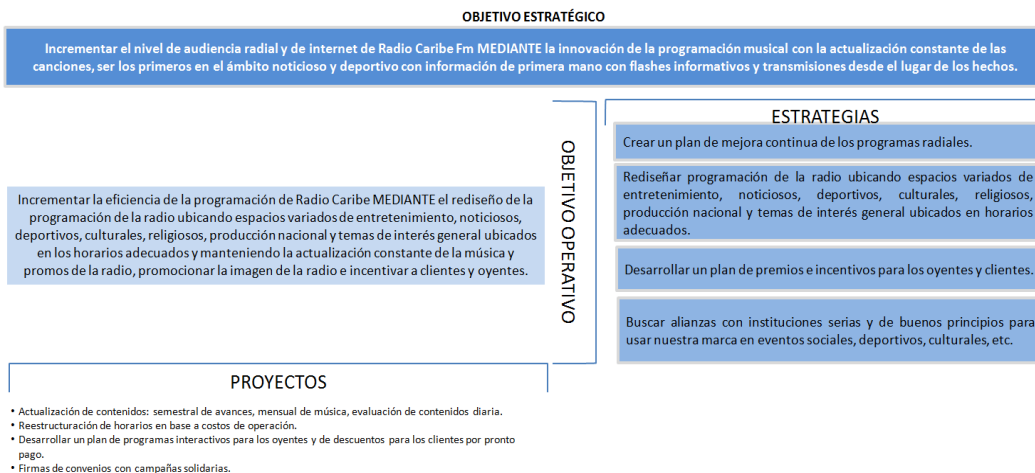 OBJETIVO ESTRATÉGICO
Incrementar el nivel de audiencia radial y de internet de Radio Caribe Fm MEDIANTE la innovación de la programación musical con la actualización constante de las
canciones, ser los primeros en el ámbito noticioso y deportivo con información de primera mano con flashes informativos y transmisiones desde el lugar de los hechos.
Incrementar la eficiencia de la programación de Radio Caribe MEDIANTE el rediseño de la
programación de la radio ubicando espacios variados de entretenimiento, noticiosos,
deportivos, culturales, religiosos, producción nacional y temas de interés general ubicados
en los horarios adecuados y manteniendo la actualización constante de la música y
promos de la radio, promocionar la imagen de la radio e incentivar a clientes y oyentes.
OBJETIVO OPERATIVO
ESTRATEGIAS
Crear un plan de mejora continua de los programas radiales.
Rediseñar programación de la radio ubicando espacios variados de
entretenimiento, noticiosos, deportivos, culturales, religiosos,
producción nacional y temas de interés general ubicados en horarios
adecuados.
Desarrollar un plan de premios e incentivos para los oyentes y clientes.
Buscar alianzas con instituciones serias y de buenos principios para
usar nuestra marca en eventos sociales, deportivos, culturales, etc.
PROYECTOS
• Actualización de contenidos: semestral de avances, mensual de música, evaluación de contenidos diaria.
• Reestructuración de horarios en base a costos de operación.
• Desarrollar un plan de programas interactivos para los oyentes y de descuentos para los clientes por pronto
pago.
• Firmas de convenios con campañas solidarias.